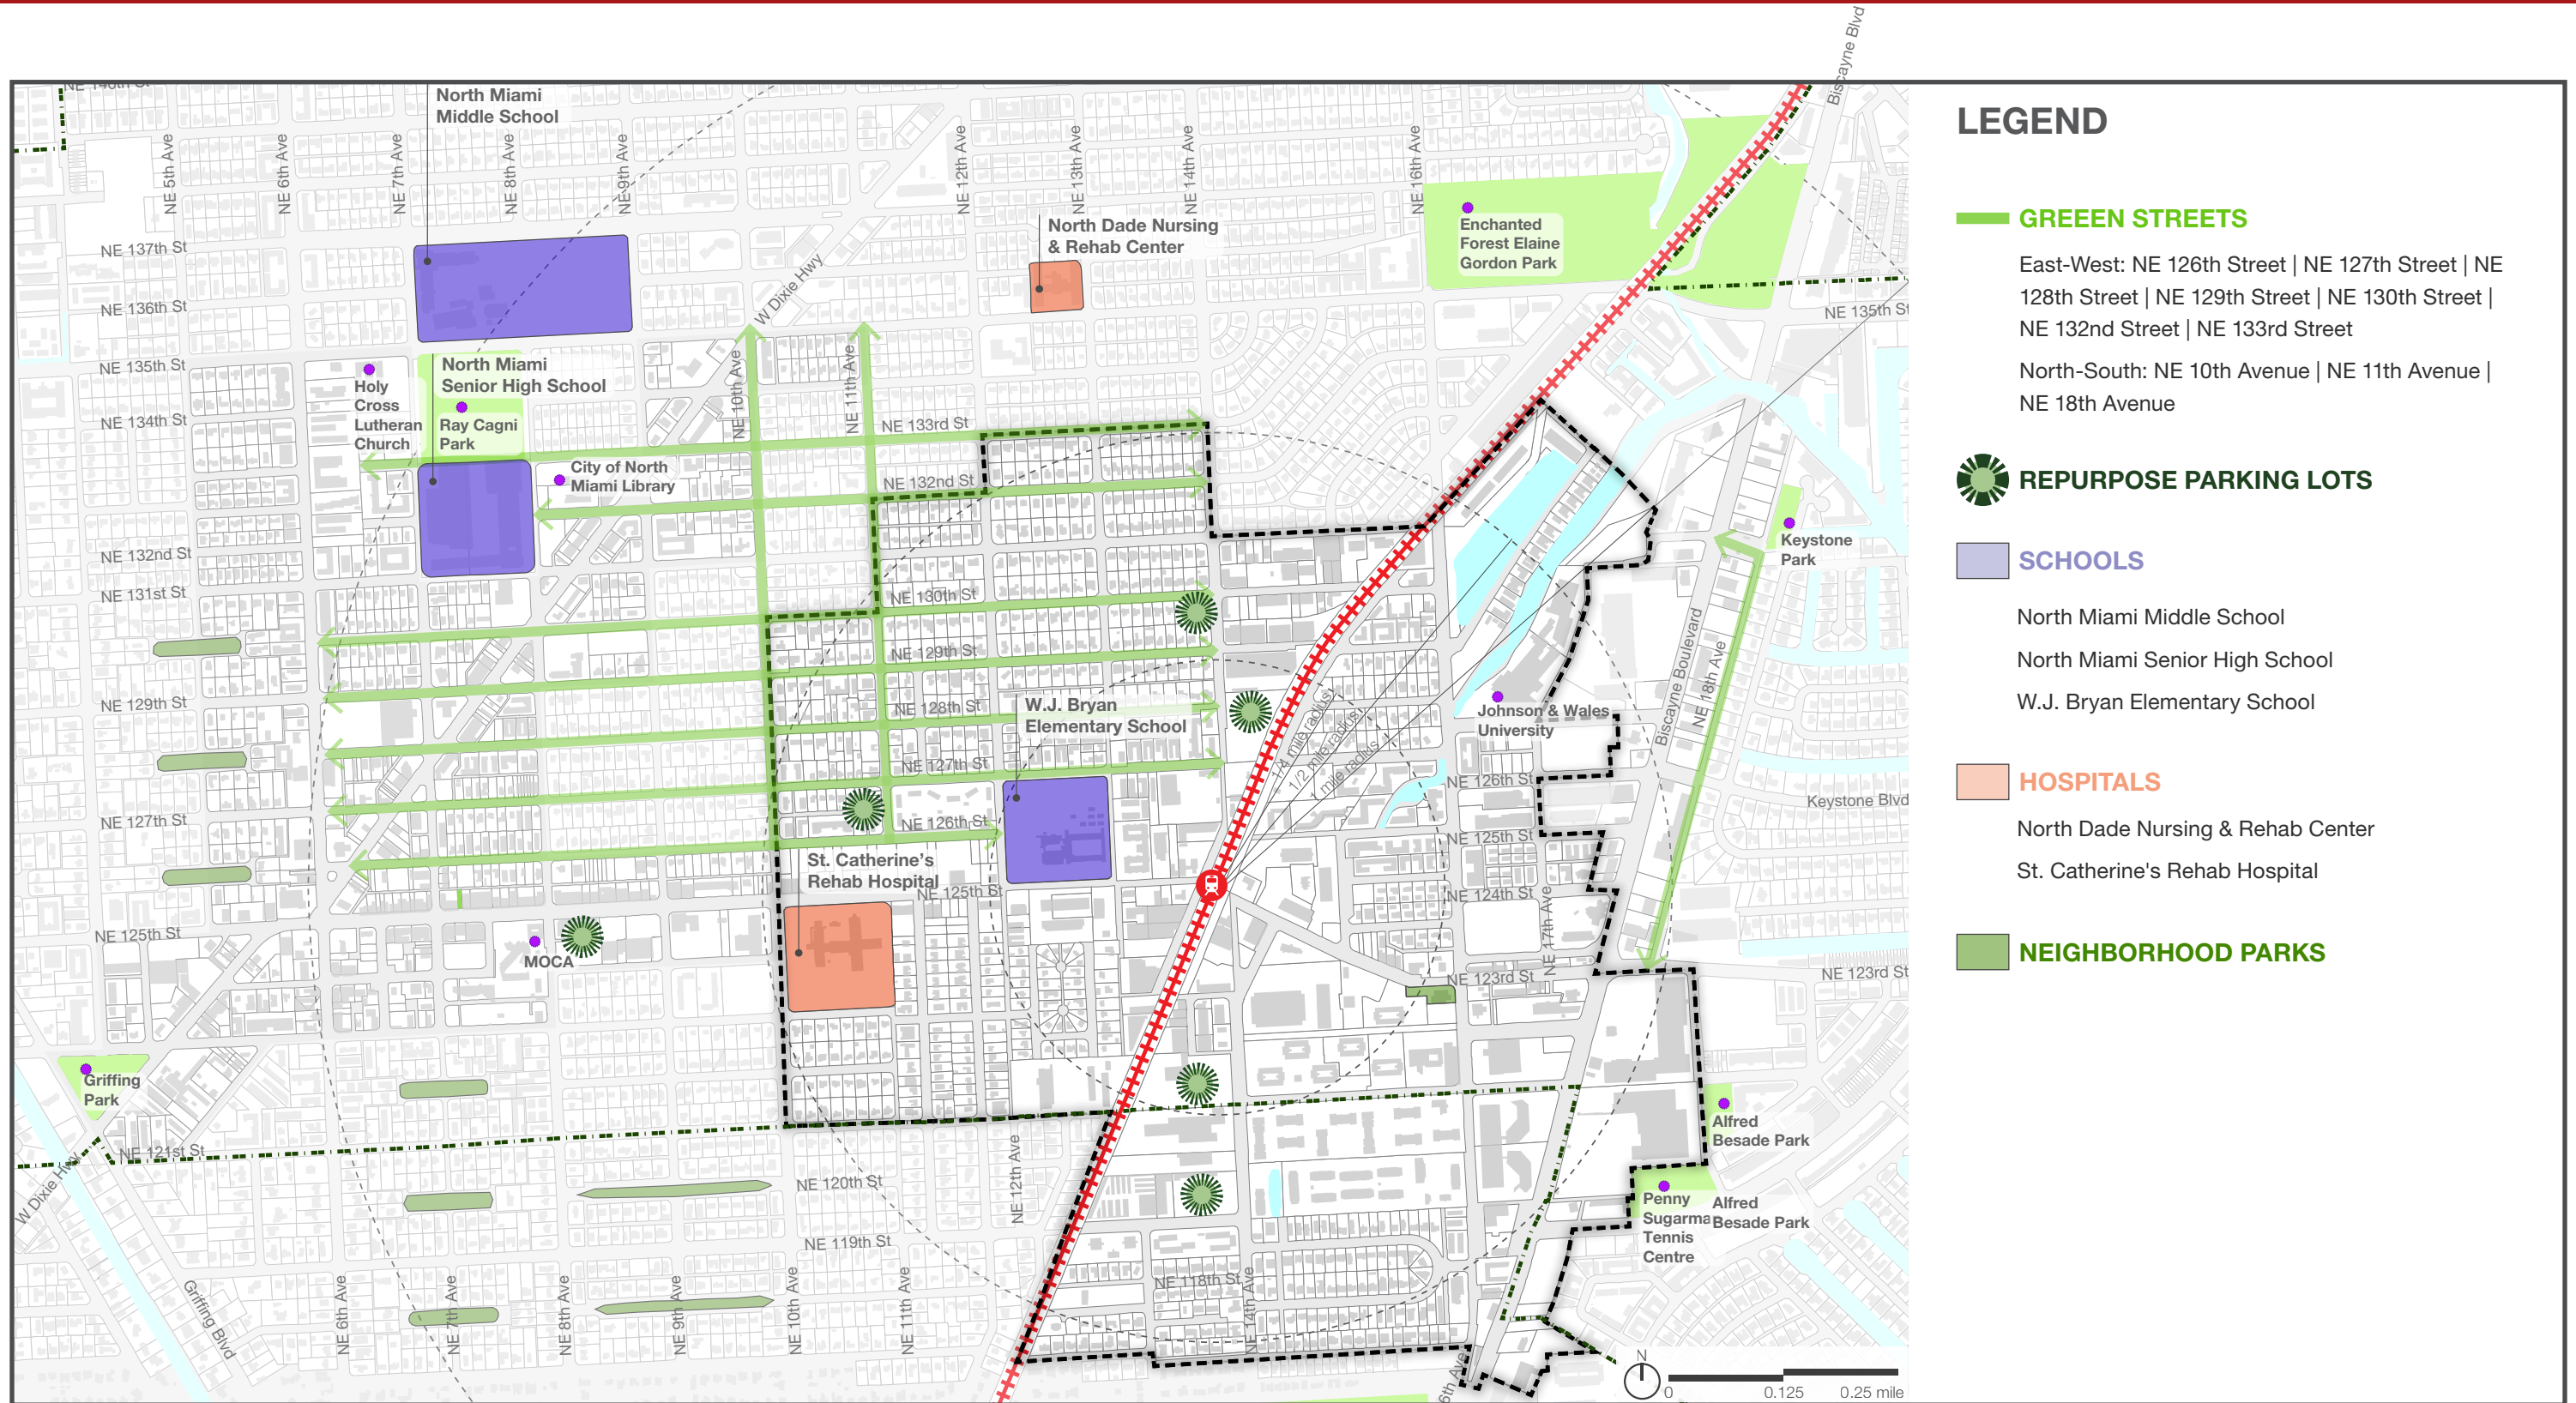 Biscayne Blvd
North Miami
Middle School
NE 5th Ave
NE 6th Ave
NE 7th Ave
NE 8th Ave
NE 9th Ave
NE 12th Ave
NE 13th Ave
NE 14th Ave
NE 16th Ave
NE 137th St
NE 136th St
NE 135th St
NE 134th St
NE 132nd St
NE 131st St
NE 129th St
NE 127th St
NE 125th St
W Dixie Hwy
North Dade Nursing
& Rehab Center
Enchanted
Forest Elaine
Gordon Park
NE 135th St
Holy
Cross
Lutheran
Church
North Miami
Senior High School
Ray Cagni
Park
City of North
Miami Library
NE 10th Ave
NE 11th Ave
NE 133rd St
NE 132nd St
NE 130th St
NE 129th St
NE 128th St
NE 127th St
NE 126th St
NE 125th St
W.J. Bryan
Elementary School
St. Catherine's
Rehab Hospital
MOCA
1/4 mile radius
1/2 mile radius
1 mile radius
Keystone
Park
Johnson & Wales
University
Biscayne Boulevard
NE 18th Ave
Keystone Blvd
NE 126th St
NE 125th St
NE 124th St
NE 17th Ave
NE 123rd St
NE 123rd St
Griffing
Park
W Dixie Hwy
NE 121st St
Griffing Blvd
NE 120th St
NE 119th St
NE 118th St
NE 12th Ave
NE 6th Ave
NE 7th Ave
NE 8th Ave
NE 9th Ave
NE 10th Ave
NE 11th Ave
NE 14th Ave
6th Ave
Alfred
Besade Park
Penny
Sugarma
Tennis
Centre
Alfred
Besade Park
N
0 0.125 0.25 mile
LEGEND
GREEEN STREETS
East-West: NE 126th Street | NE 127th Street | NE
128th Street | NE 129th Street | NE 130th Street |
NE 132nd Street | NE 133rd Street
North-South: NE 10th Avenue | NE 11th Avenue |
NE 18th Avenue
REPURPOSE PARKING LOTS
SCHOOLS
North Miami Middle School
North Miami Senior High School
W.J. Bryan Elementary School
HOSPITALS
North Dade Nursing & Rehab Center
St. Catherine's Rehab Hospital
NEIGHBORHOOD PARKS